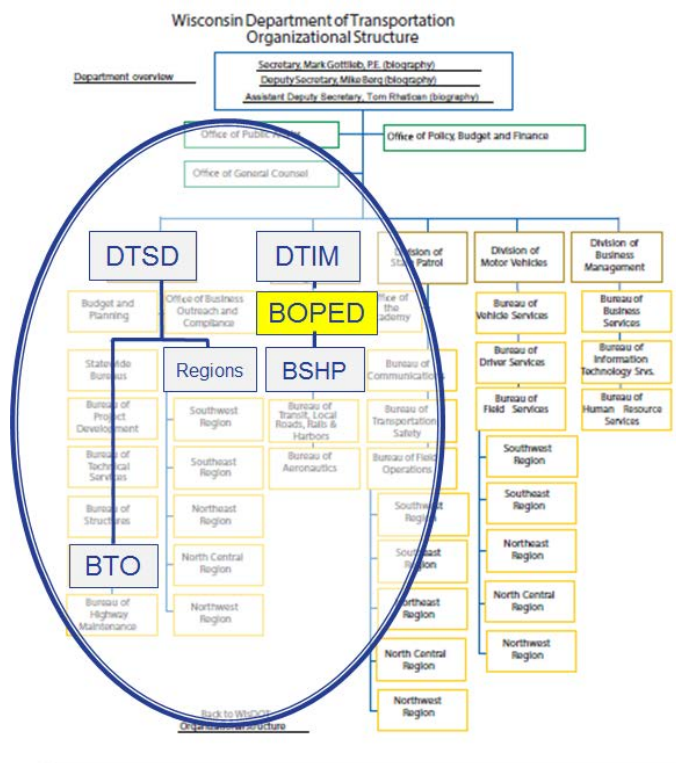 Wisconsin Department of Transportation
Organizational Structure
Department overview
Secretary, Mark Gottlieb, P.E. (biography)
Deputy Secretary, Mike Berg (biography)
Assistant Deputy Secretary, Tom Rhatican (biography)
Office of Public Affairs
Office of Policy, Budget and Finance
Office of General Counsel
DTSD
DTIM
Division of
State Patrol
Division of
Motor Vehicles
Division of
Business
Management
Budget and
Planning
Office of Business
Outreach and
Compliance
BOPED
Office of
the
Academy
Bureau of
Vehicle Services
Bureau of
Business
Services
Statewide
Bureaus
Regions
BSHP
Bureau of
Communications
Bureau of
Driver Services
Bureau of
Information
Technology Srvs.
Bureau of
Project
Development
Southwest
Region
Bureau of
Transit, Local
Roads, Rails &
Harbors
Bureau of
Transportation
Safety
Bureau of
Field Services
Bureau of
Human Resource
Services
Bureau of
Technical
Services
Southeast
Region
Bureau of
Aeronautics
Bureau of Field
Operations
Southwest
Region
Bureau of
Structures
Northeast
Region
Southwest
Region
Southeast
Region
BTO
North Central
Region
Southeast
Region
Northeast
Region
Bureau of
Highway
Maintenance
Northwest
Region
Northeast
Region
North Central
Region
North Central
Region
Northwest
Region
Northwest
Region
Back to WisDOT
Organizational structure